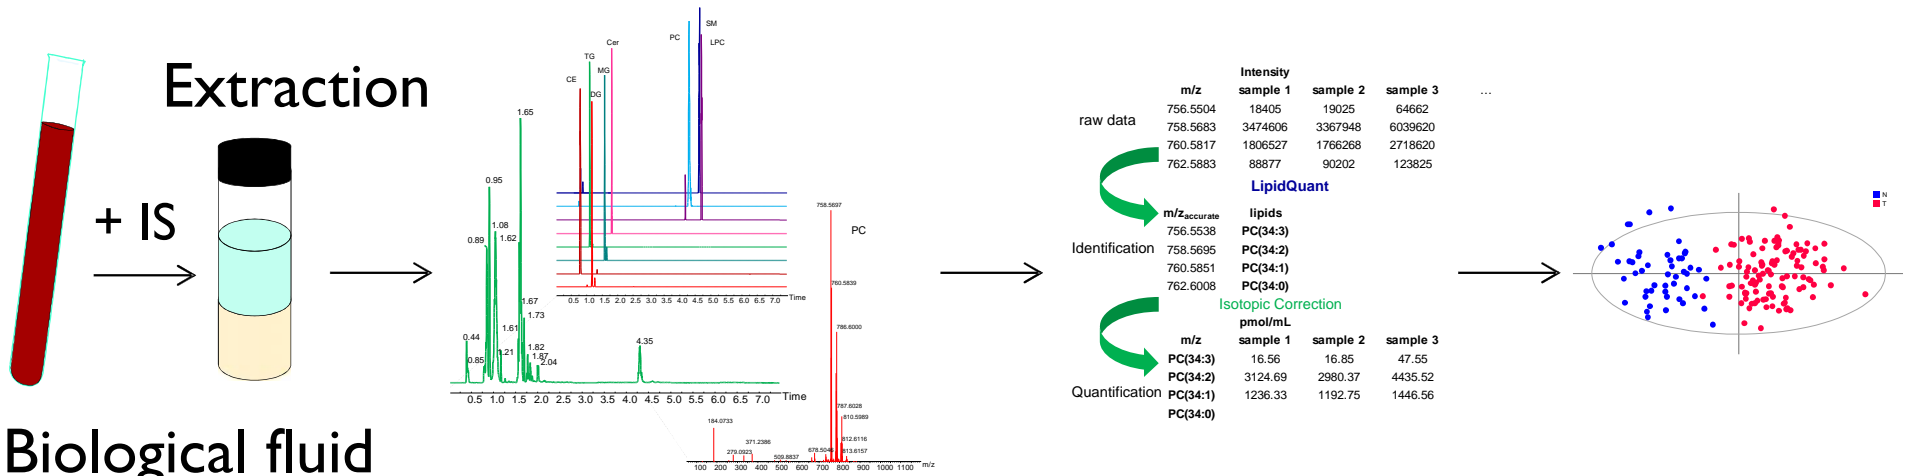 Extraction
+ IS
Biological fluid
1.65
0.95
1.08
0.89
1.62
1.67
1.73
1.61
0.44
1.21
1.82
0.85
1.87
2.04
4.35
0.5 1.0 1.5 2.0 2.5 3.0 3.5 4.0 4.5 5.0 5.5 6.0 6.5 7.0 Time
SM
PC
LPC
Cer
TG
MG
CE
DG
0.5 1.0 1.5 2.0 2.5 3.0 3.5 4.0 4.5 5.0 5.5 6.0 6.5 7.0 Time
758.5697
PC
760.5839
786.6000
787.6028
810.5989
184.0733
371.2386
812.6116
279.0923
678.5048
813.6157
509.8837
100 200 300 400 500 600 700 800 900 1000 1100 m/z
Intensity
m/z sample 1 sample 2 sample 3 ...
756.5504 18405 19025 64662
raw data
758.5683 3474606 3367948 6039620
760.5817 1806527 1766268 2718620
762.5883 88877 90202 123825
LipidQuant
m/zaccurate lipids
756.5538 PC(34:3)
Identification
758.5695 PC(34:2)
760.5851 PC(34:1)
762.6008 PC(34:0)
Isotopic Correction
pmol/mL
m/z sample 1 sample 2 sample 3
PC(34:3) 16.56 16.85 47.55
PC(34:2) 3124.69 2980.37 4435.52
Quantification
PC(34:1) 1236.33 1192.75 1446.56
PC(34:0)
N
T